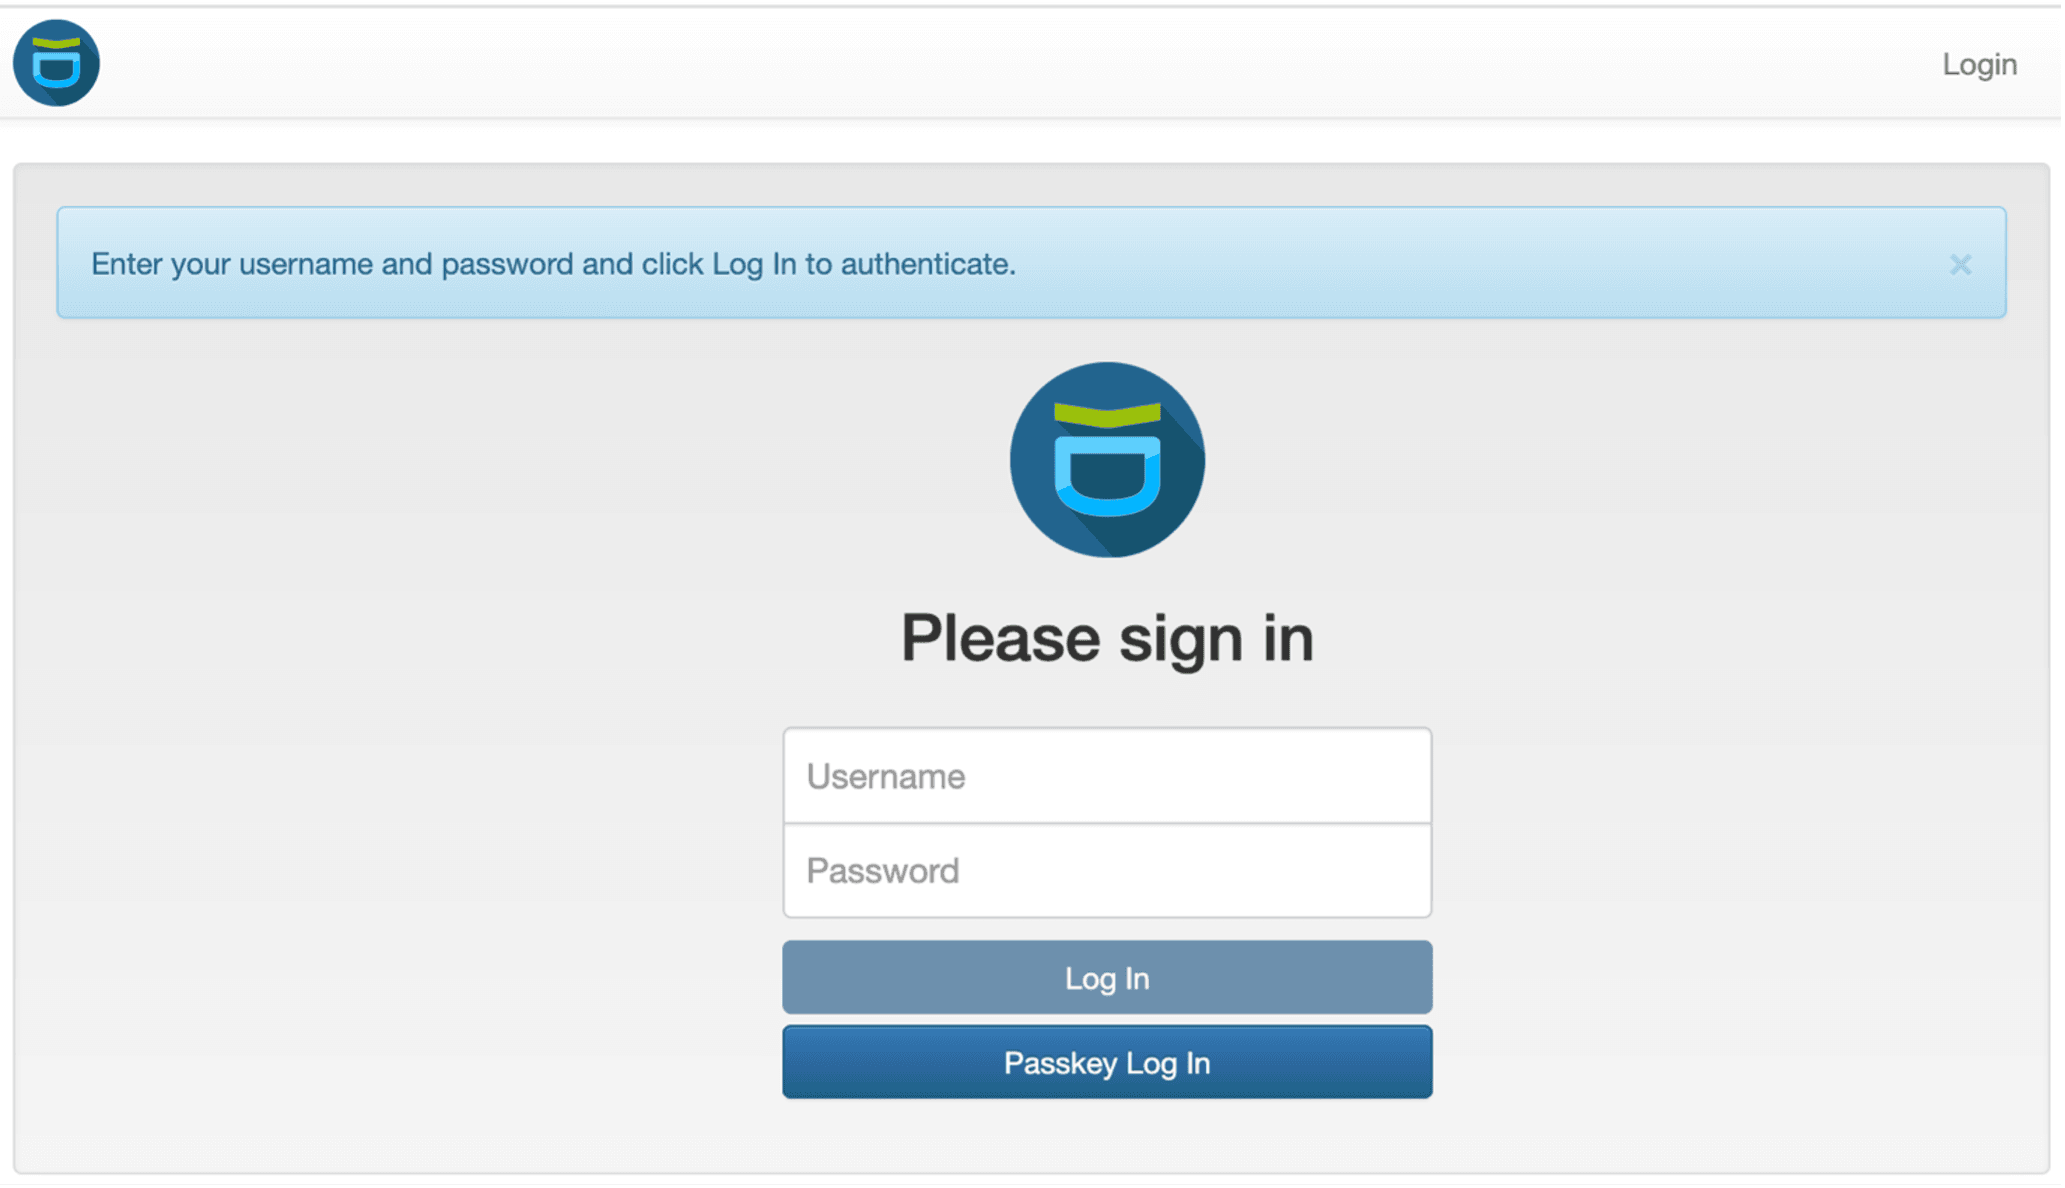 Login
Enter your username and password and click Log In to authenticate.
Please sign in
Username
Password
Log In
Passkey Log In